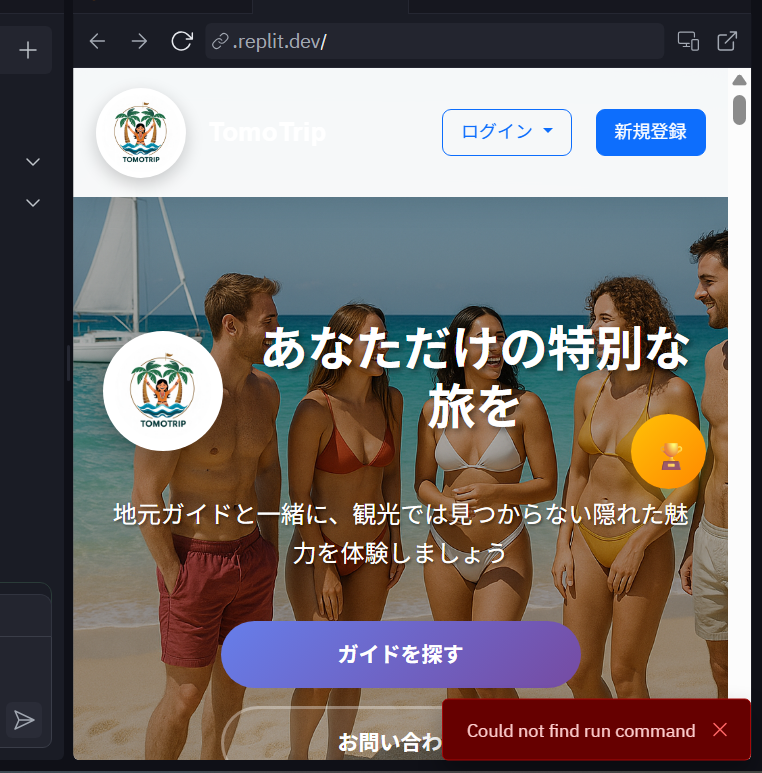 .replit.dev/
TOMOTRIP
TomoTrip
ログイン
新規登録
あなただけの特別な
旅を
TOMOTRIP
地元ガイドと一緒に、観光では見つからない隠れた魅
力を体験しましょう
ガイドを探す
お問い合わ
Could not find run command